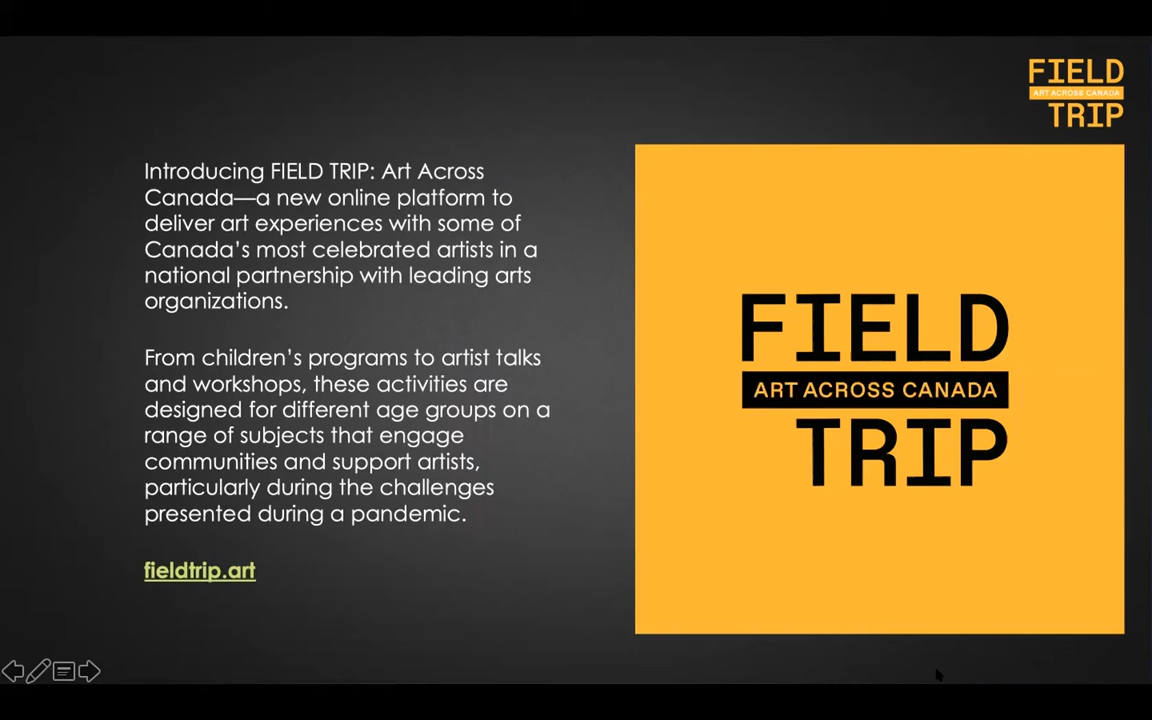 FIELD
ART ACROSS CANADA
TRIP
Introducing FIELD TRIP: Art Across
Canada—a new online platform to
deliver art experiences with some of
Canada’s most celebrated artists in a
national partnership with leading arts
organizations.
From children’s programs to artist talks
and workshops, these activities are
designed for different age groups on a
range of subjects that engage
communities and support artists,
particularly during the challenges
presented during a pandemic.
fieldtrip.art
FIELD
ART ACROSS CANADA
TRIP